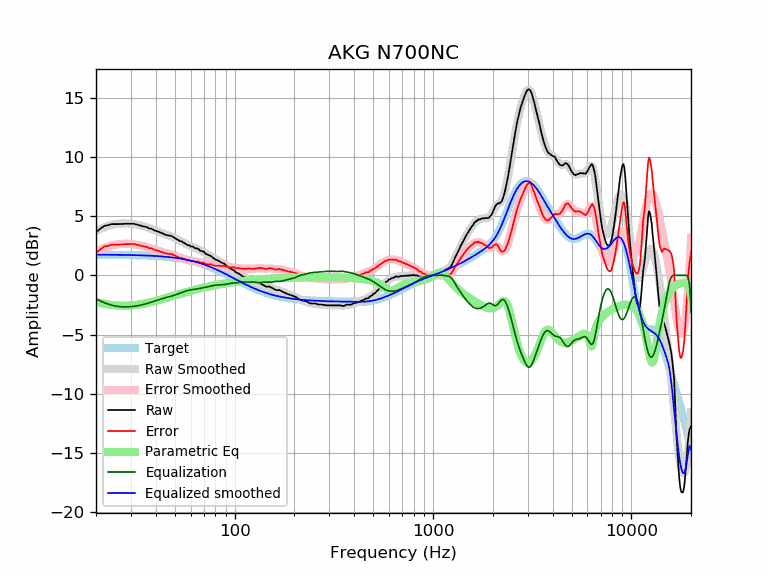 AKG N700NC
Amplitude (dBr)
15
10
5
0
−5
−10
−15
−20
Target
Raw Smoothed
Error Smoothed
Raw
Error
Parametric Eq
Equalization
Equalized smoothed
100
1000
10000
Frequency (Hz)